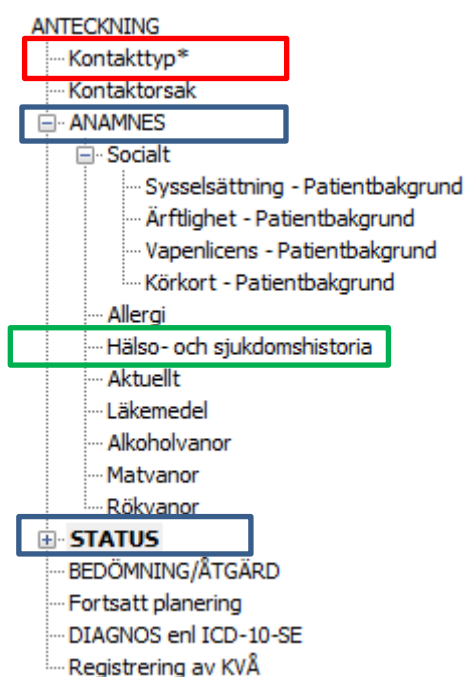 ANTECKNING
Kontakttyp*
Kontaktorsak
ANAMNES
Socialt
Sysselsättning - Patientbakgrund
Ärftlighet - Patientbakgrund
Vapenlicens - Patientbakgrund
Körkort - Patientbakgrund
Allergi
Hälso- och sjukdomshistoria
Aktuellt
Läkemedel
Alkoholvanor
Matvanor
Rökvanor
STATUS
BEDÖMNING/ÅTGÄRD
Fortsatt planering
DIAGNOS enl ICD-10-SE
Registrering av KVÅ